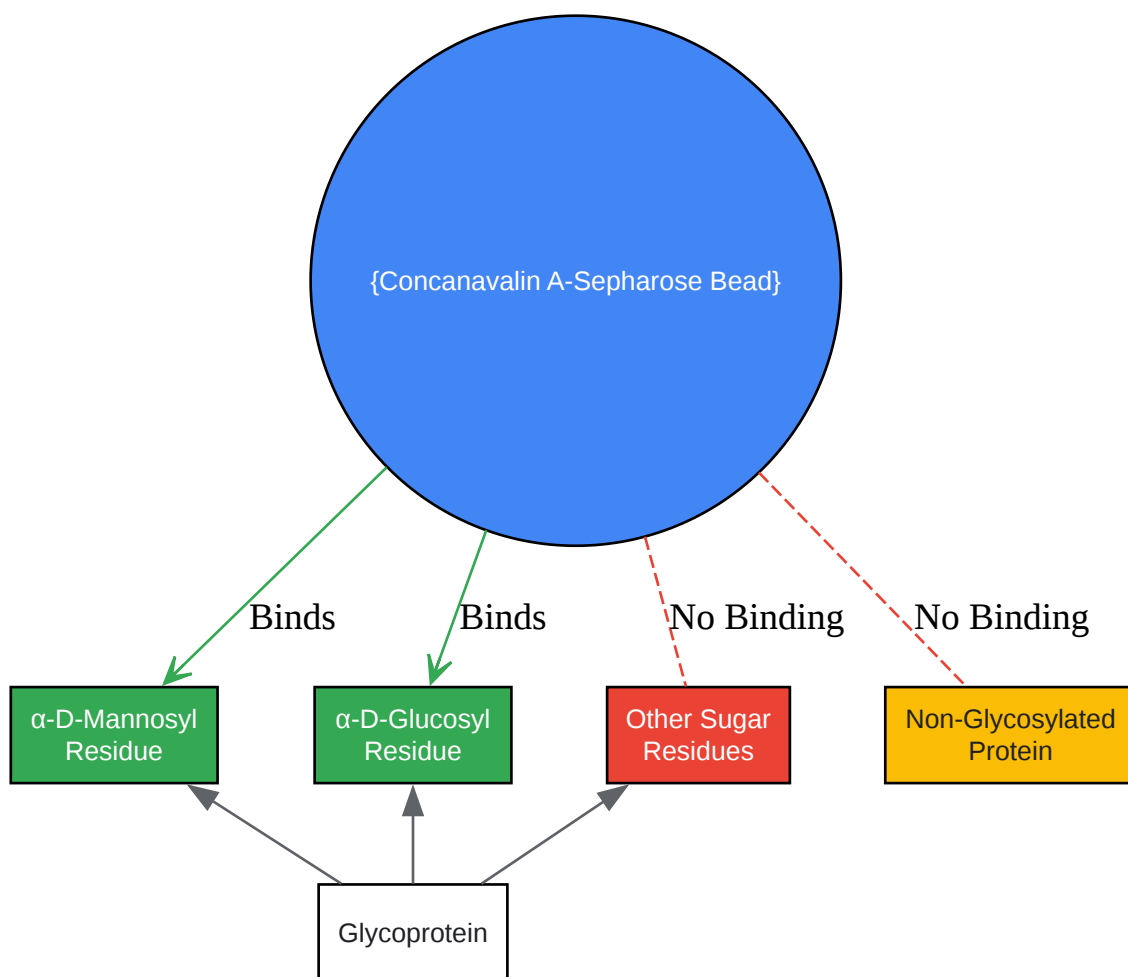 {Concanavalin A-Sepharose Bead}
Binds
Binds
No Binding
No Binding
α-D-Mannosyl
Residue
α-D-Glucosyl
Residue
Other Sugar
Residues
Non-Glycosylated
Protein
Glycoprotein